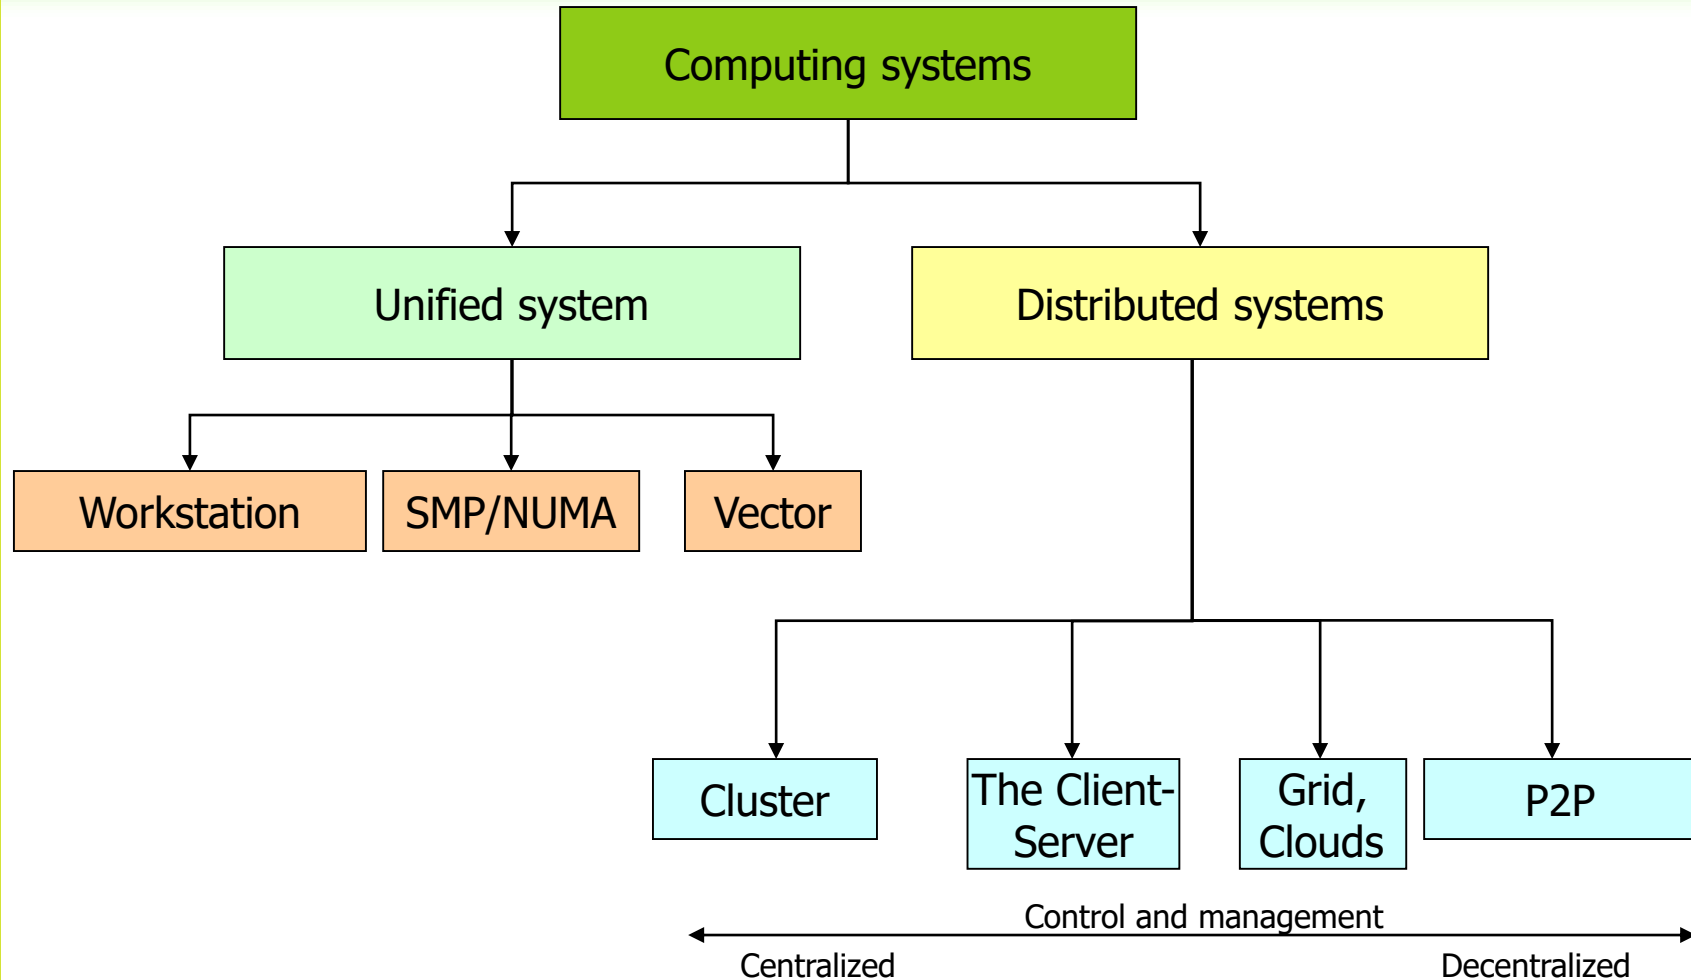 Computing systems
Unified system
Distributed systems
Workstation
SMP/NUMA
Vector
Cluster
The Client-
Server
Grid,
Clouds
P2P
Control and management
Centralized
Decentralized